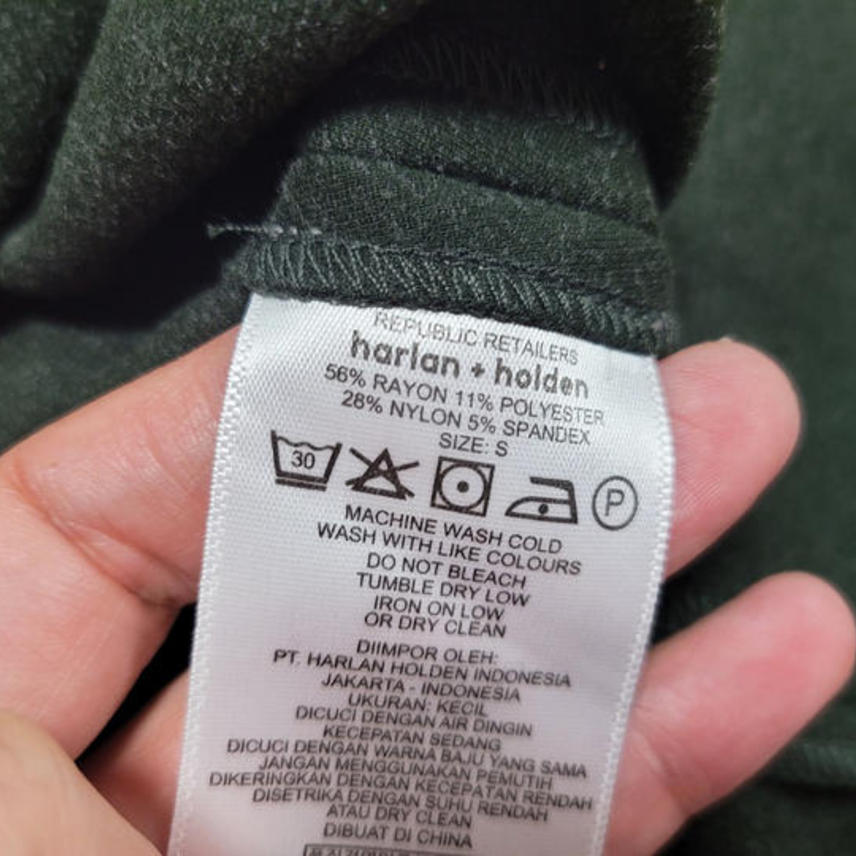 REPUBLIC RETAILERS
harlan + holden
56% RAYON 11% POLYESTER
28% NYLON 5% SPANDEX
SIZE: S
30 P
MACHINE WASH COLD
WASH WITH LIKE COLOURS
DO NOT BLEACH
TUMBLE DRY LOW
IRON ON LOW
OR DRY CLEAN
DIIMPOR OLEH:
PT. HARLAN HOLDEN INDONESIA
JAKARTA - INDONESIA
UKURAN: KECIL
DICUCI DENGAN AIR DINGIN
KECEPATAN SEDANG
DICUCI DENGAN WARNA BAJU YANG SAMA
JANGAN MENGGUNAKAN PEMUTIH
DIKERINGKAN DENGAN KECEPATAN RENDAH
DISETRIKA DENGAN SUHU RENDAH
ATAU DRY CLEAN
DIBUAT DI CHINA